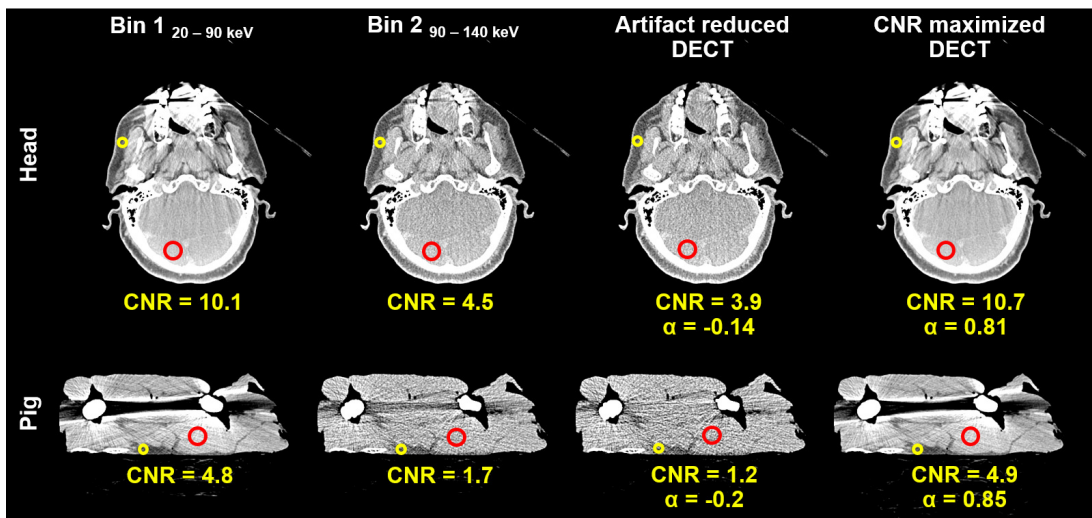 Bin 1 20 – 90 keV
Bin 2 90 – 140 keV
Artifact reduced
DECT
CNR maximized
DECT
Head
CNR = 10.1
CNR = 4.5
CNR = 3.9
α = -0.14
CNR = 10.7
α = 0.81
Pig
CNR = 4.8
CNR = 1.7
CNR = 1.2
α = -0.2
CNR = 4.9
α = 0.85